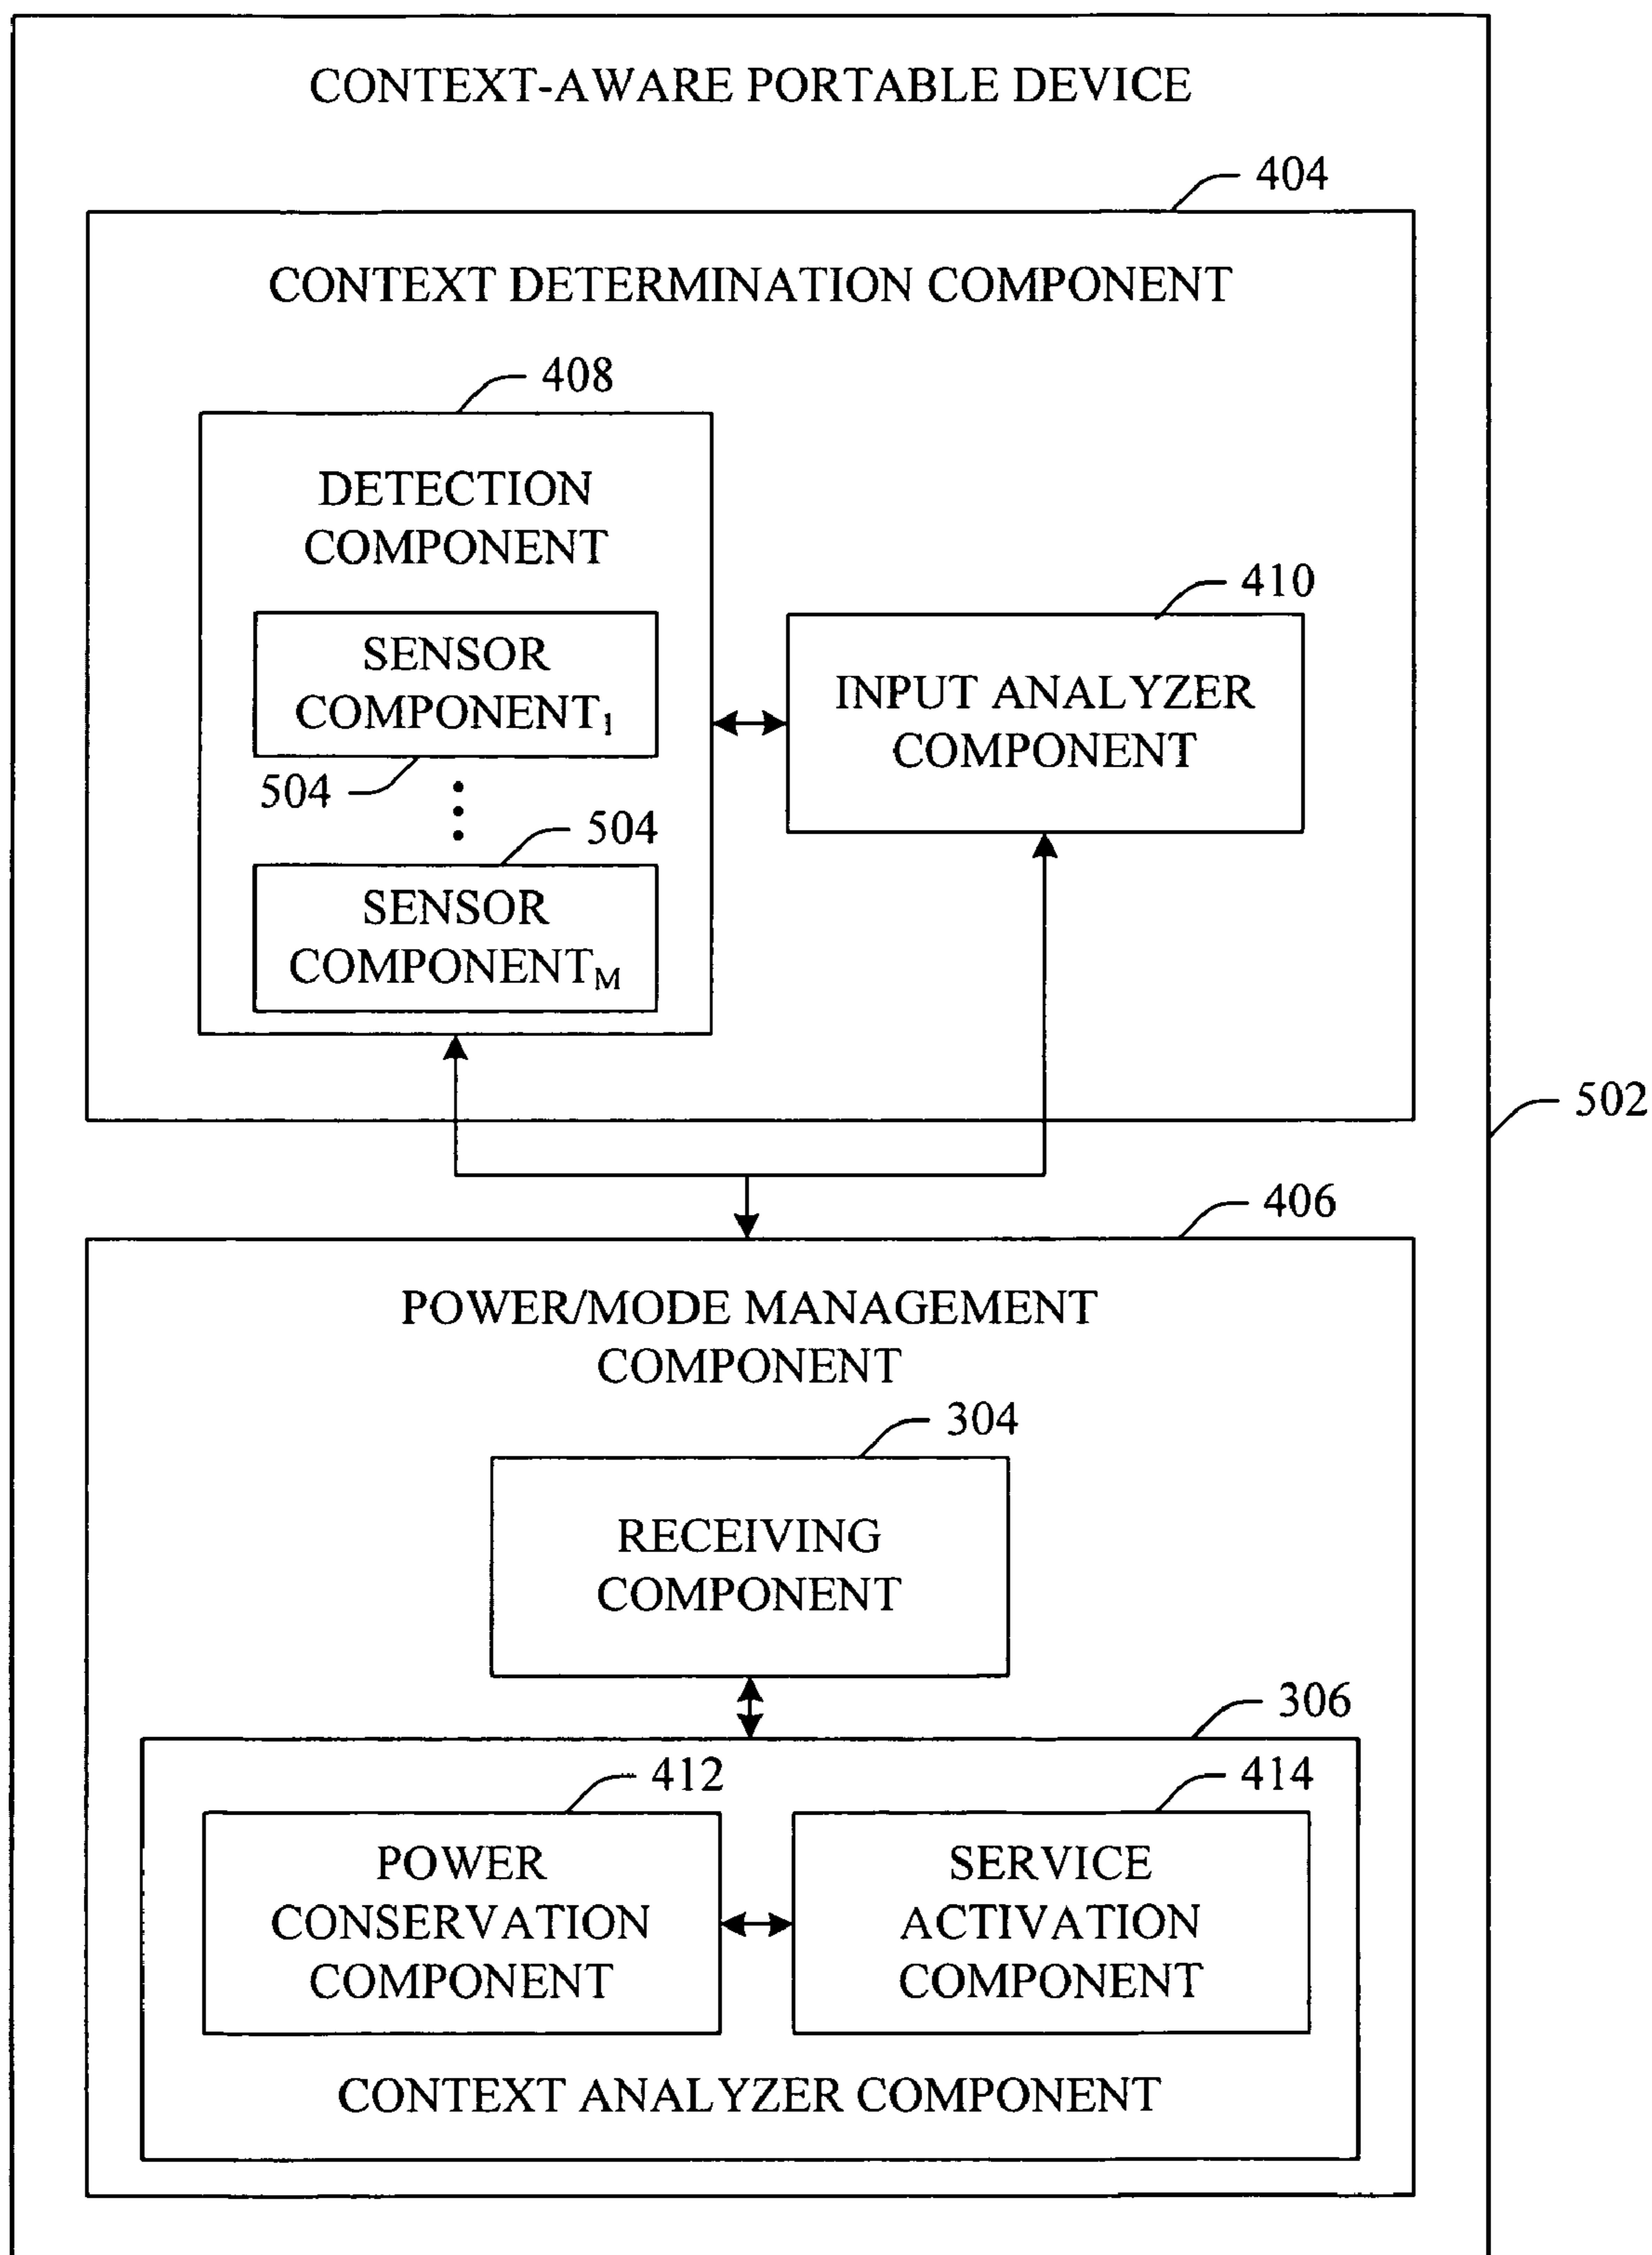 CONTEXT-AWARE PORTABLE DEVICE
404
CONTEXT DETERMINATION COMPONENT
408
DETECTION
COMPONENT
410
SENSOR
COMPONENT₁
INPUT ANALYZER
COMPONENT
504
504
SENSOR
COMPONENTM
502
406
POWER/MODE MANAGEMENT
COMPONENT
304
RECEIVING
COMPONENT
306
412
414
POWER
CONSERVATION
COMPONENT
SERVICE
ACTIVATION
COMPONENT
CONTEXT ANALYZER COMPONENT